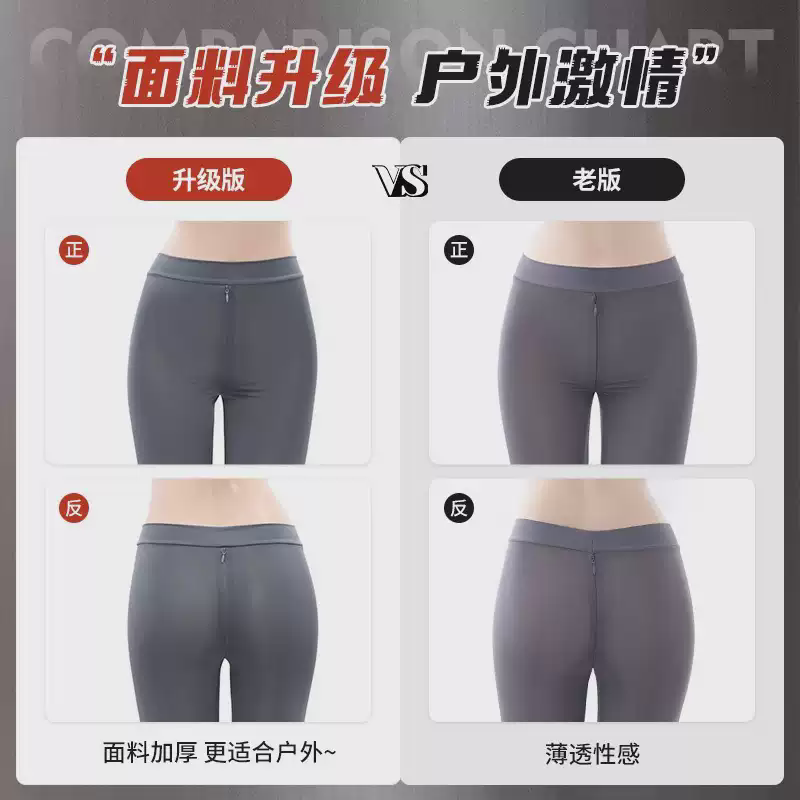 COMPARISON CHART
“面料升级 户外激情”
升级版
VS
老版
正
正
反
反
面料加厚 更适合户外~
薄透性感